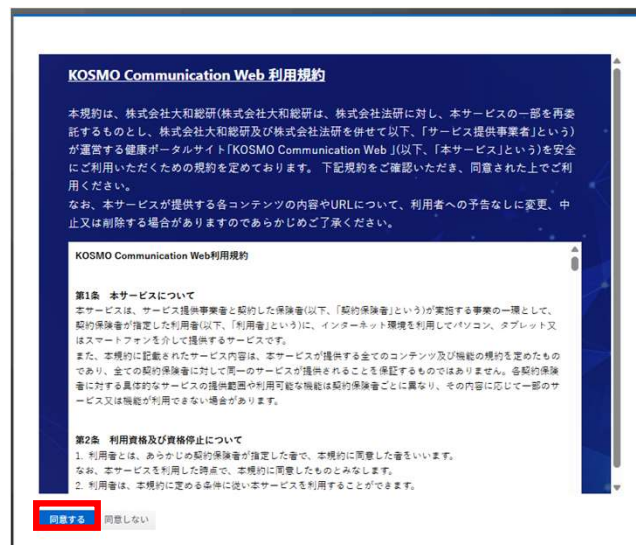 KOSMO Communication Web 利用規約
本規約は、株式会社大和総研(株式会社大和総研は、株式会社法研に対し、本サービスの一部を再委
託するものとし、株式会社大和総研及び株式会社法研を併せて以下、「サービス提供事業者」という)
が運営する健康ポータルサイト「KOSMO Communication Web 」(以下、「本サービス」という)を安全
にご利用いただくための規約を定めております。 下記規約をご確認いただき、同意された上でご利
用ください。
なお、本サービスが提供する各コンテンツの内容やURLについて、利用者への予告なしに変更、中
止又は削除する場合がありますのであらかじめご了承ください。
KOSMO Communication Web利用規約
第1条 本サービスについて
本サービスは、サービス提供事業者と契約した保険者(以下、「契約保険者」という)が実施する事業の一環として、
契約保険者が指定した利用者(以下、「利用者」という)に、インターネット環境を利用してパソコン、タブレット又
はスマートフォンを介して提供するサービスです。
また、本規約に記載されたサービス内容は、本サービスが提供する全てのコンテンツ及び機能の規約を定めたもの
であり、全ての契約保険者に対して同一のサービスが提供されることを保証するものではありません。各契約保険
者に対する具体的なサービスの提供範囲や利用可能な機能は契約保険者ごとに異なり、その内容に応じて一部のサ
ービス又は機能が利用できない場合があります。
第2条 利用資格及び資格停止について
1. 利用者とは、あらかじめ契約保険者が指定した者で、本規約に同意した者をいいます。
なお、本サービスを利用した時点で、本規約に同意したものとみなします。
2. 利用者は、本規約に定める条件に従い本サービスを利用することができます。
同意する 同意しない